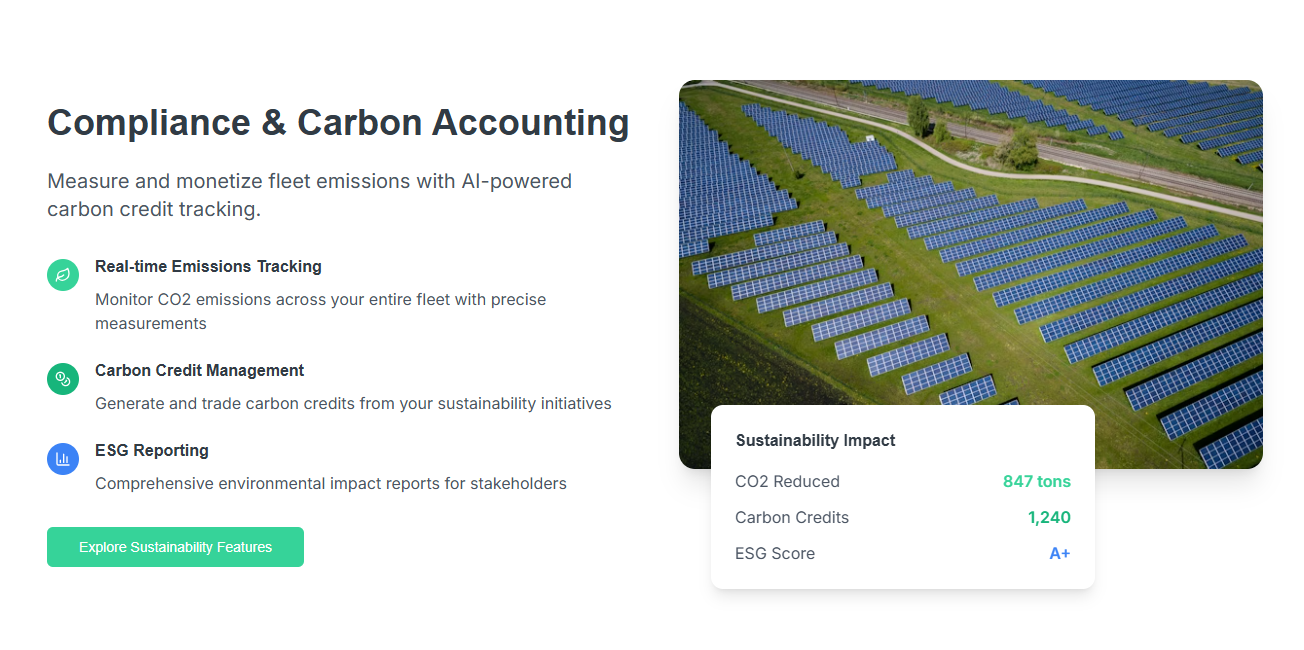 Compliance & Carbon Accounting
Measure and monetize fleet emissions with AI-powered
carbon credit tracking.
Real-time Emissions Tracking
Monitor CO2 emissions across your entire fleet with precise
measurements
Carbon Credit Management
Generate and trade carbon credits from your sustainability initiatives
ESG Reporting
Comprehensive environmental impact reports for stakeholders
Explore Sustainability Features
Sustainability Impact
CO2 Reduced 847 tons
Carbon Credits 1,240
ESG Score A+